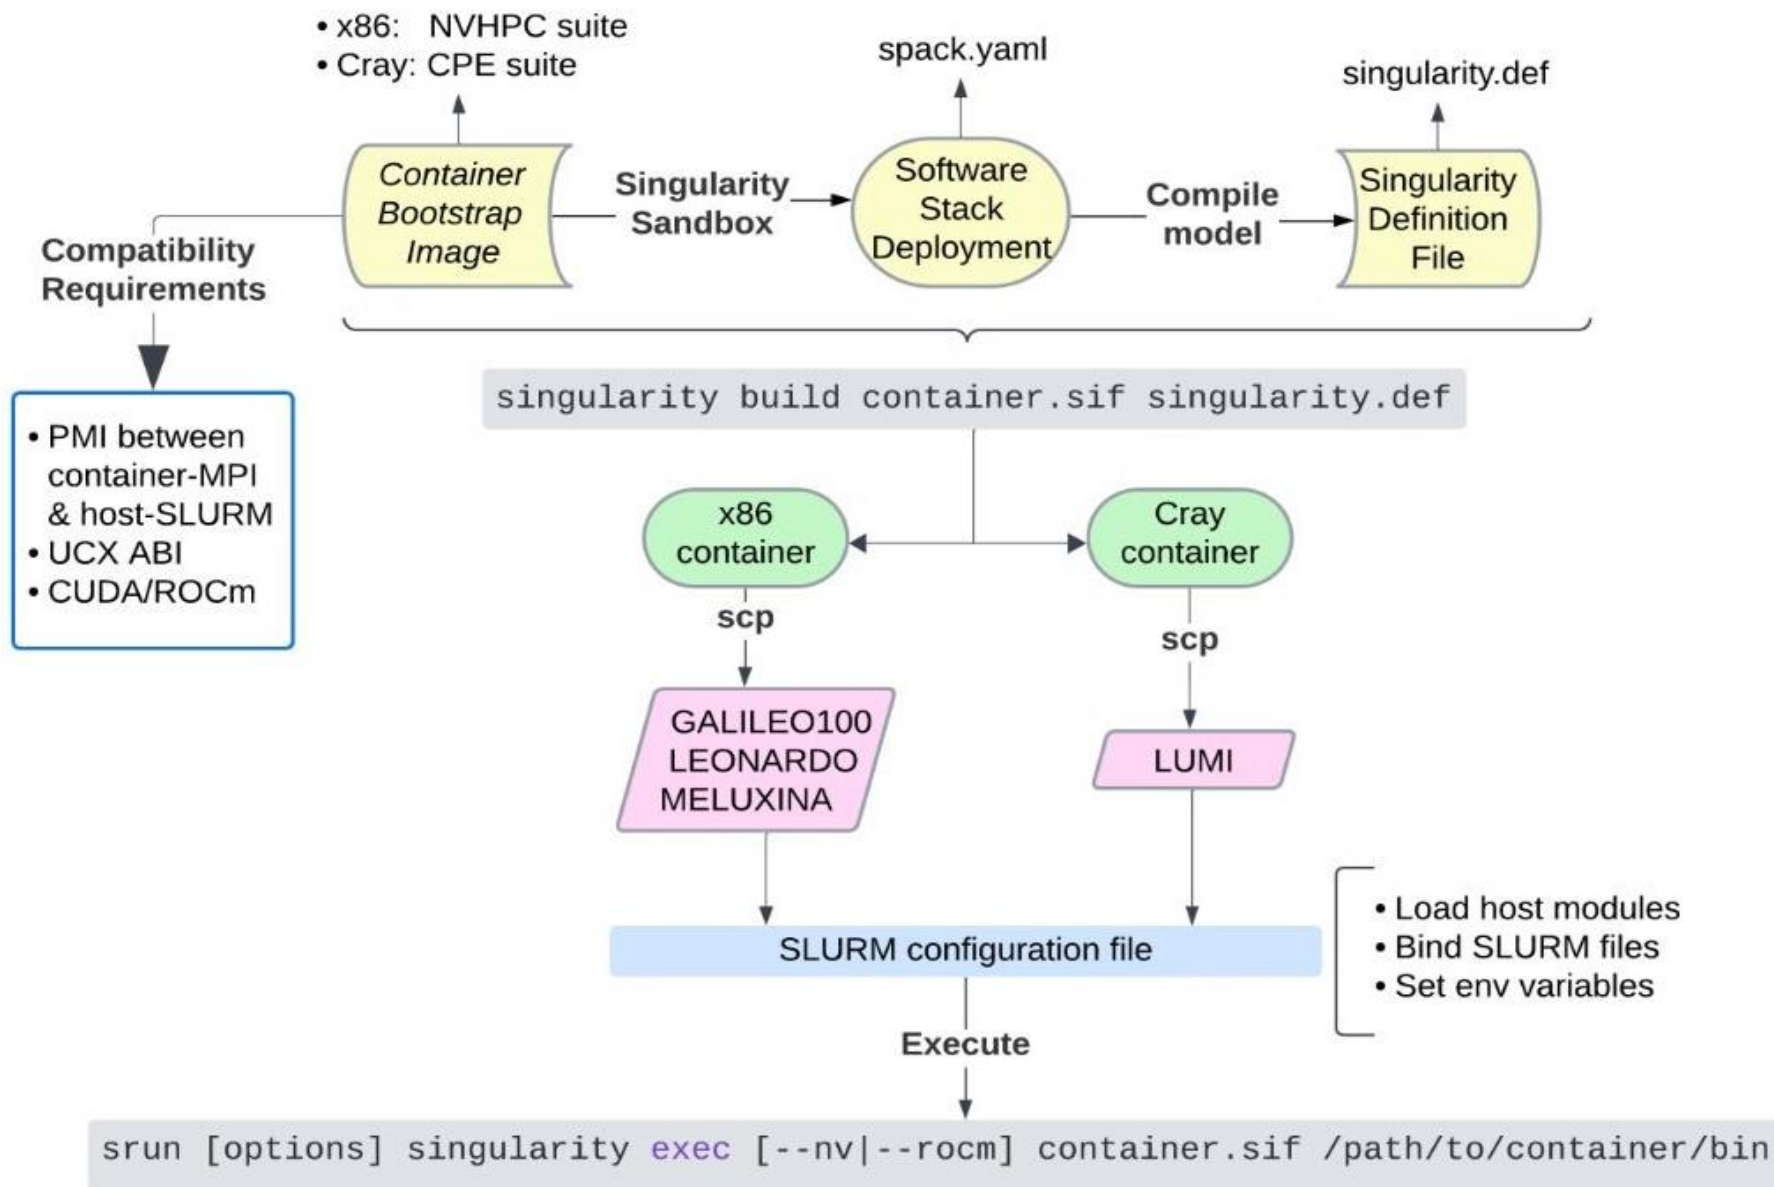 • x86: NVHPC suite
• Cray: CPE suite
spack.yaml
singularity.def
Container
Bootstrap
Image
Singularity
Sandbox
Software
Stack
Deployment
Compile
model
Singularity
Definition
File
Compatibility
Requirements
• PMI between
container-MPI
& host-SLURM
• UCX ABI
• CUDA/ROCm
singularity build container.sif singularity.def
x86
container
Cray
container
scp
scp
GALILEO100
LEONARDO
MELUXINA
LUMI
SLURM configuration file
• Load host modules
• Bind SLURM files
• Set env variables
Execute
srun [options] singularity exec [--nv|--rocm] container.sif /path/to/container/bin